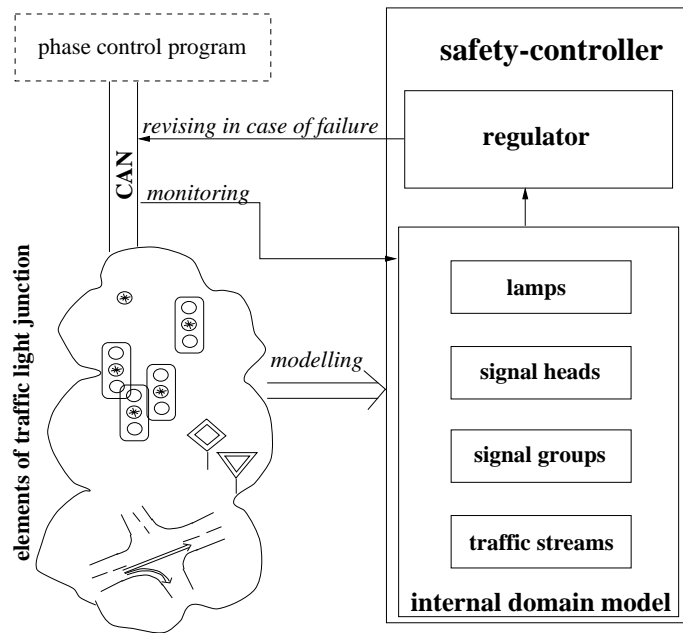 phase control program
safety-controller
revising in case of failure
regulator
CAN
monitoring
elements of traffic light junction
lamps
modelling
signal heads
signal groups
traffic streams
internal domain model